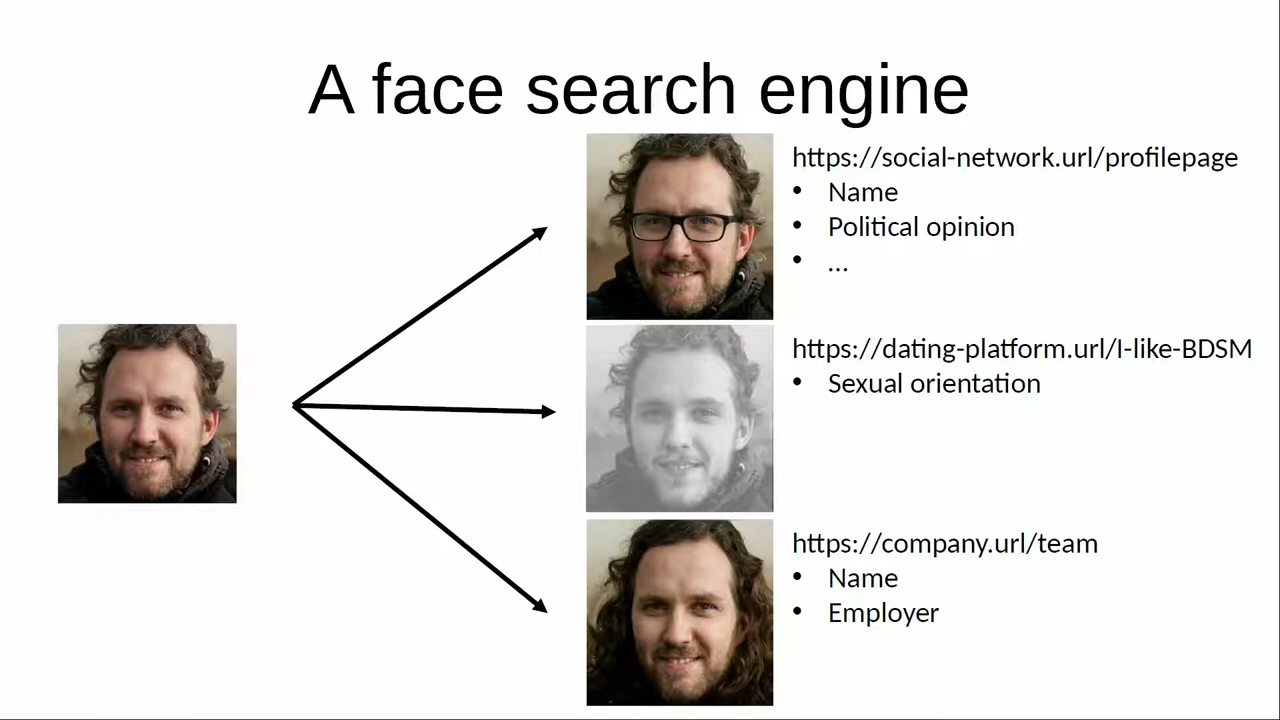 A face search engine
https://social-network.url/profilepage
• Name
• Political opinion
• ...
https://dating-platform.url/I-like-BDSM
• Sexual orientation
https://company.url/team
• Name
• Employer